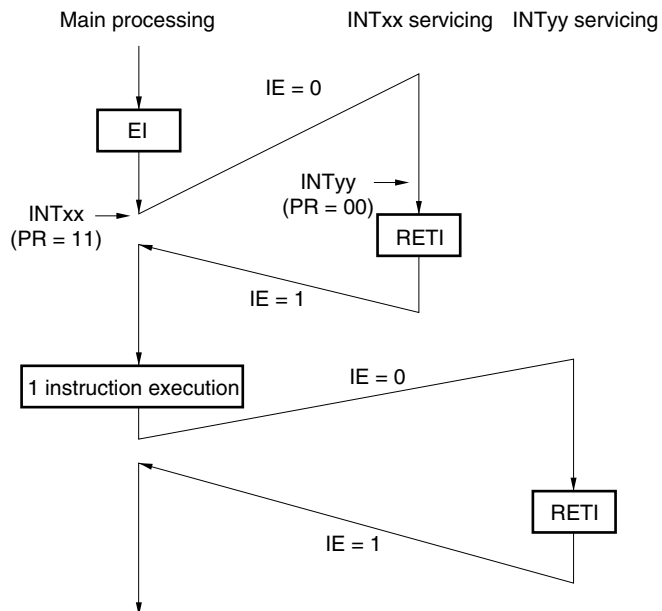 Main processing
INTxx servicing
INTyy servicing
IE = 0
EI
INTxx
(PR = 11)
INTyy
(PR = 00)
RETI
IE = 1
1 instruction execution
IE = 0
RETI
IE = 1